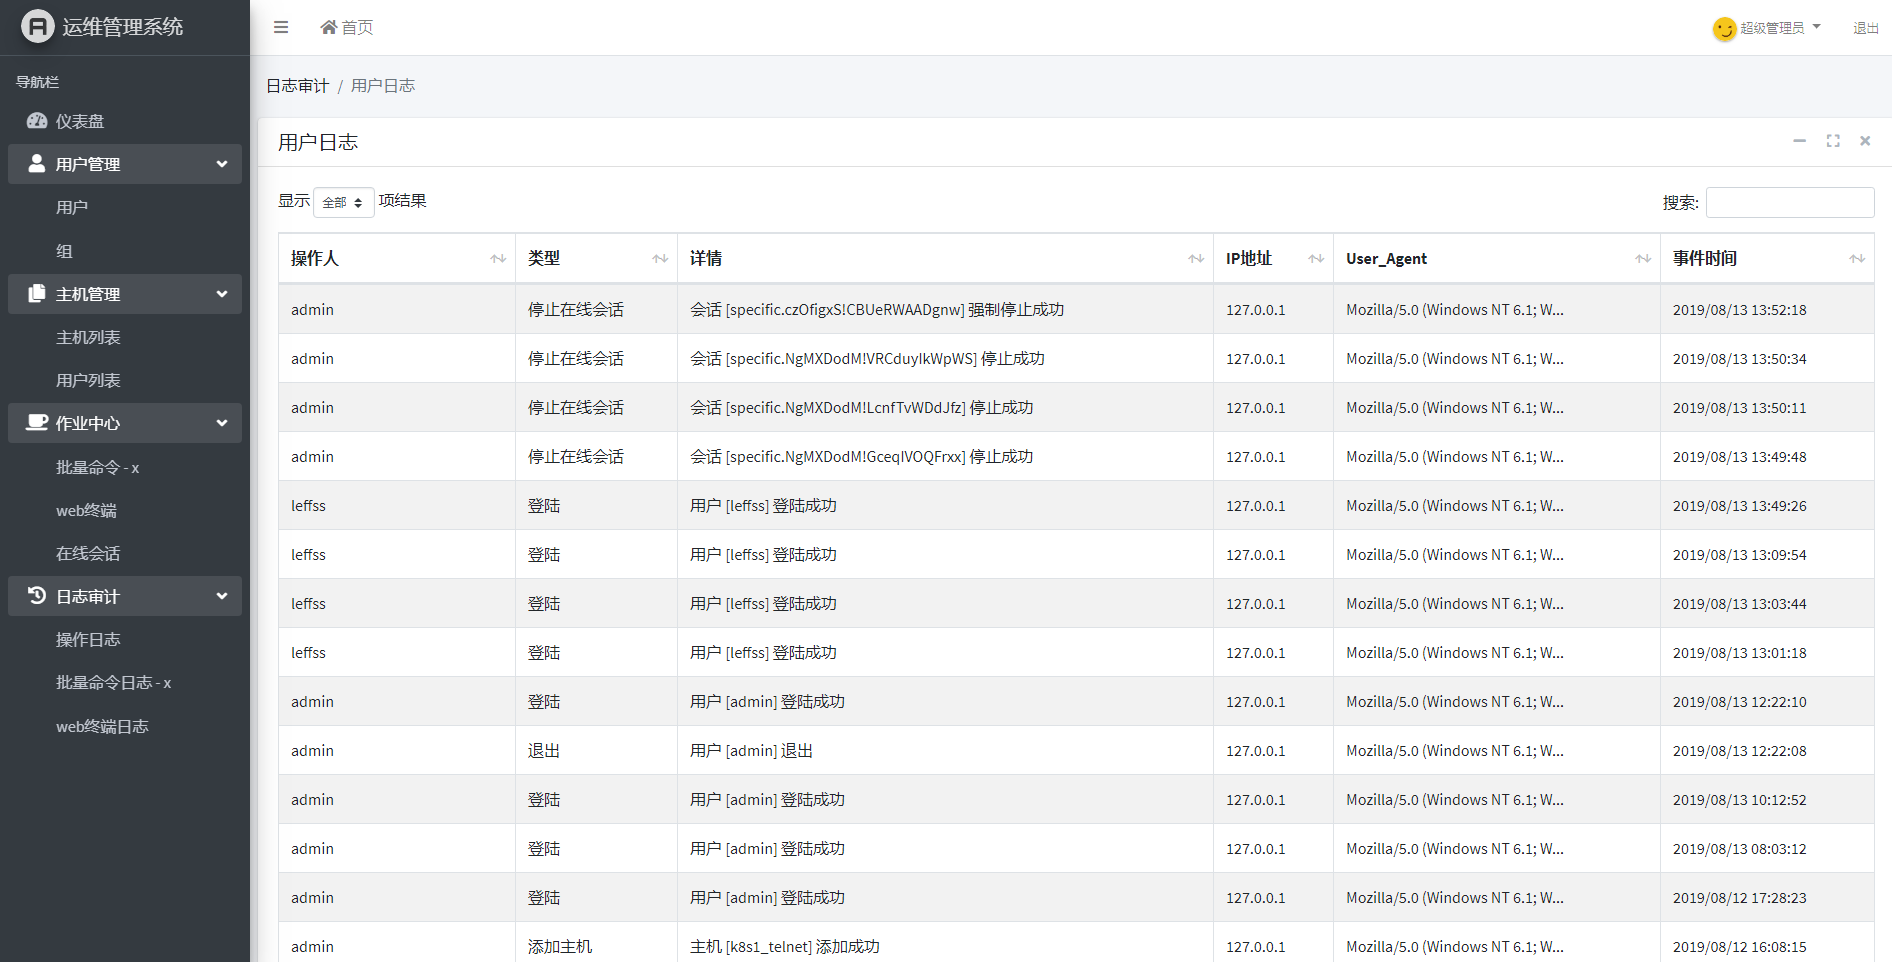 运维管理系统
首页
超级管理员
退出
导航栏
仪表盘
用户管理
用户
组
主机管理
主机列表
用户列表
作业中心
批量命令 - x
web终端
在线会话
日志审计
操作日志
批量命令日志 - x
web终端日志
日志审计 / 用户日志
用户日志
显示 全部 项结果
搜索:
操作人 类型 详情 IP地址 User_Agent 事件时间
admin 停止在线会话 会话 [specific.czOfigxS!CBUeRWAADgnw] 强制停止成功 127.0.0.1 Mozilla/5.0 (Windows NT 6.1; W... 2019/08/13 13:52:18
admin 停止在线会话 会话 [specific.NgMXDodM!VRCduyIkWpWS] 停止成功 127.0.0.1 Mozilla/5.0 (Windows NT 6.1; W... 2019/08/13 13:50:34
admin 停止在线会话 会话 [specific.NgMXDodM!LcnfTvWDdJfz] 停止成功 127.0.0.1 Mozilla/5.0 (Windows NT 6.1; W... 2019/08/13 13:50:11
admin 停止在线会话 会话 [specific.NgMXDodM!GceqIVOQFrxx] 停止成功 127.0.0.1 Mozilla/5.0 (Windows NT 6.1; W... 2019/08/13 13:49:48
leffss 登陆 用户 [leffss] 登陆成功 127.0.0.1 Mozilla/5.0 (Windows NT 6.1; W... 2019/08/13 13:49:26
leffss 登陆 用户 [leffss] 登陆成功 127.0.0.1 Mozilla/5.0 (Windows NT 6.1; W... 2019/08/13 13:09:54
leffss 登陆 用户 [leffss] 登陆成功 127.0.0.1 Mozilla/5.0 (Windows NT 6.1; W... 2019/08/13 13:03:44
leffss 登陆 用户 [leffss] 登陆成功 127.0.0.1 Mozilla/5.0 (Windows NT 6.1; W... 2019/08/13 13:01:18
admin 登陆 用户 [admin] 登陆成功 127.0.0.1 Mozilla/5.0 (Windows NT 6.1; W... 2019/08/13 12:22:10
admin 退出 用户 [admin] 退出 127.0.0.1 Mozilla/5.0 (Windows NT 6.1; W... 2019/08/13 12:22:08
admin 登陆 用户 [admin] 登陆成功 127.0.0.1 Mozilla/5.0 (Windows NT 6.1; W... 2019/08/13 10:12:52
admin 登陆 用户 [admin] 登陆成功 127.0.0.1 Mozilla/5.0 (Windows NT 6.1; W... 2019/08/13 08:03:12
admin 登陆 用户 [admin] 登陆成功 127.0.0.1 Mozilla/5.0 (Windows NT 6.1; W... 2019/08/12 17:28:23
admin 添加主机 主机 [k8s1_telnet] 添加成功 127.0.0.1 Mozilla/5.0 (Windows NT 6.1; W... 2019/08/12 16:08:15